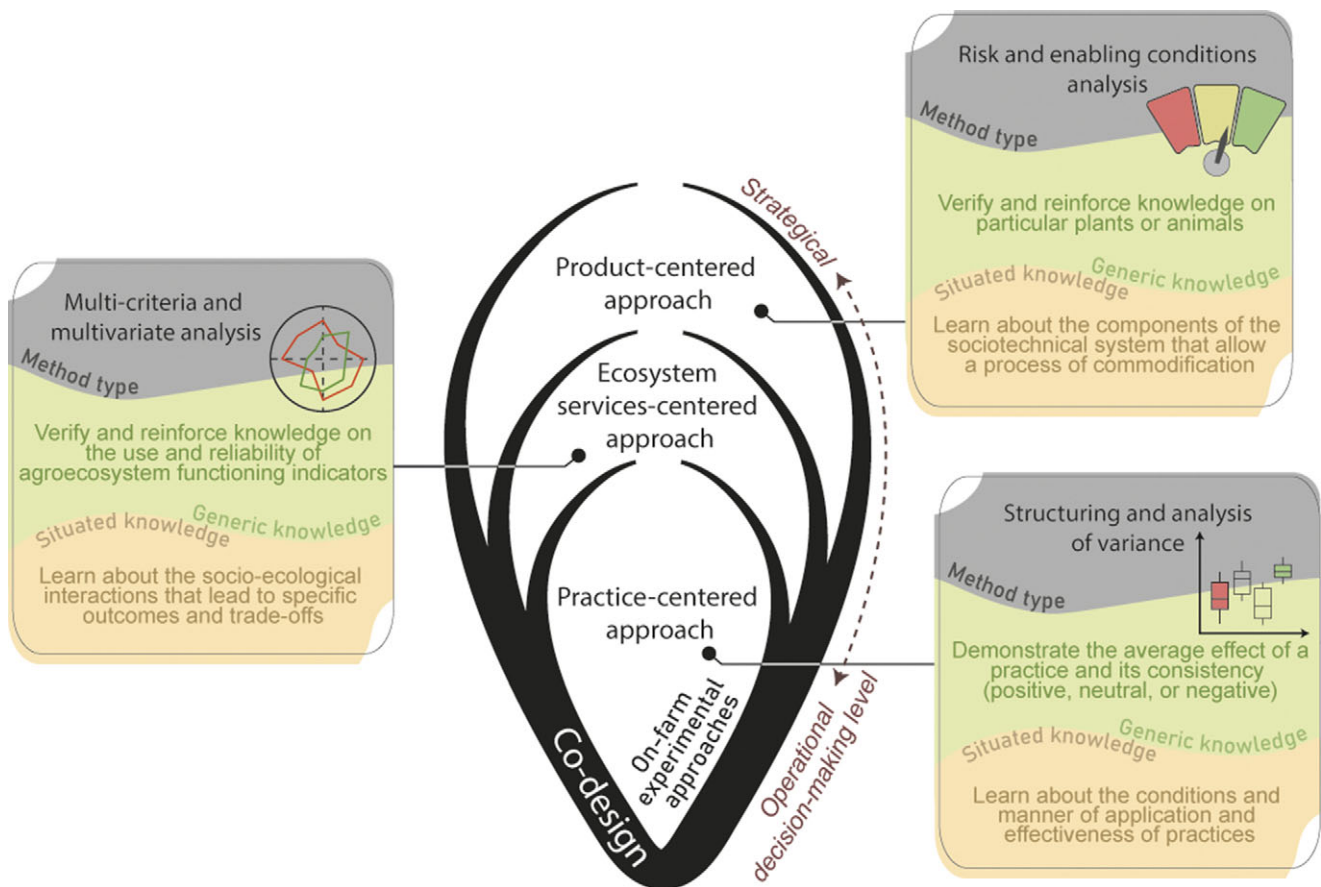 Risk and enabling conditions
analysis
Method type
Verify and reinforce knowledge on
particular plants or animals
Situated knowledge
Generic knowledge
Learn about the components of the
sociotechnical system that allow
a process of commodification
Multi-criteria and
multivariate analysis
Method type
Verify and reinforce knowledge on
the use and reliability of
agroecosystem functioning indicators
Situated knowledge
Generic knowledge
Learn about the socio-ecological
interactions that lead to specific
outcomes and trade-offs
Product-centered
approach
Ecosystem
services-centered
approach
Practice-centered
approach
On-farm
experimental
approaches
Co-design
Strategical
Operational
decision-making level
Structuring and analysis
of variance
Method type
Demonstrate the average effect of a
practice and its consistency
(positive, neutral, or negative)
Situated knowledge
Generic knowledge
Learn about the conditions and
manner of application and
effectiveness of practices